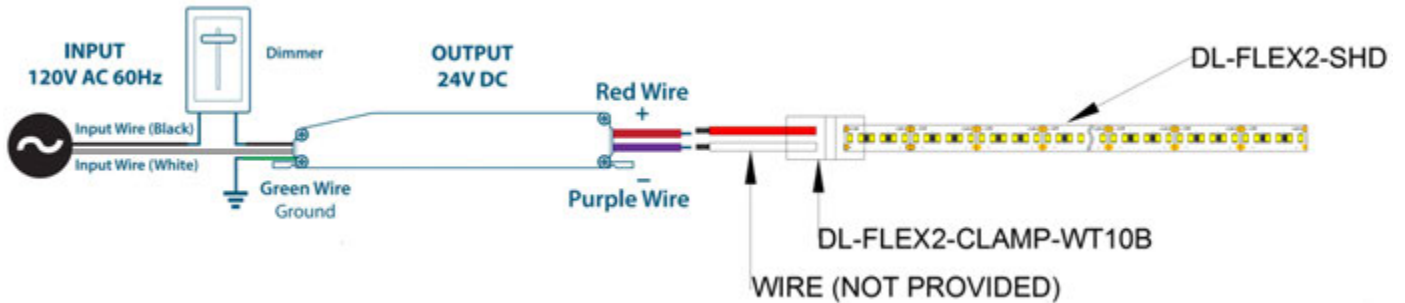 INPUT
120V AC 60Hz
Dimmer
OUTPUT
24V DC
Input Wire (Black)
Input Wire (White)
Green Wire
Ground
Red Wire
+
−
Purple Wire
DL-FLEX2-SHD
DL-FLEX2-CLAMP-WT10B
WIRE (NOT PROVIDED)